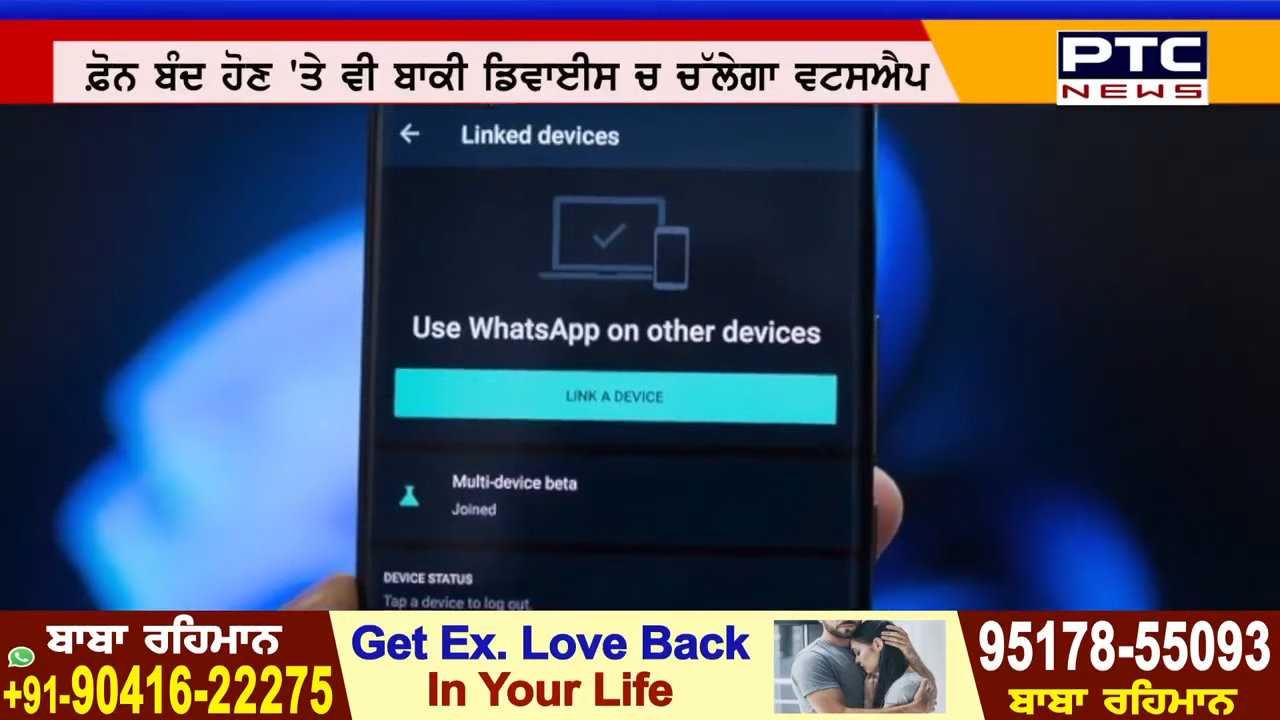 ਫ਼ੋਨ ਬੰਦ ਹੋਣ 'ਤੇ ਵੀ ਬਾਕੀ ਡਿਵਾਈਸ ਚ ਚੱਲੇਗਾ ਵਟਸਐਪ
PTC
NEWS
Linked devices
Use WhatsApp on other devices
LINK A DEVICE
Multi-device beta
Joined
DEVICE STATUS
Tap a device to log out.
ਬਾਬਾ ਰਹਿਮਾਨ
+91-90416-22275
Get Ex. Love Back
In Your Life
95178-55093
ਬਾਬਾ ਰਹਿਮਾਨ